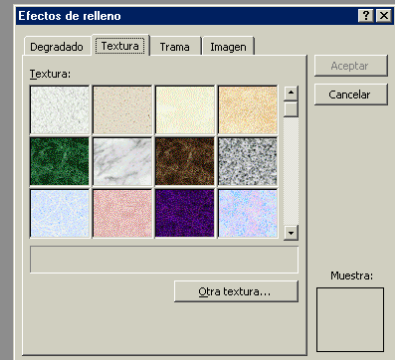 Efectos de relleno
Degradado Textura Trama Imagen
Textura:
Aceptar
Cancelar
Otra textura...
Muestra: